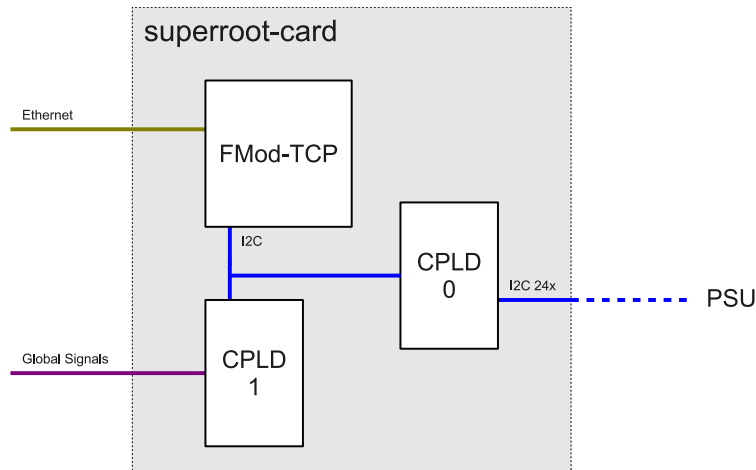 superroot-card
Ethernet
FMod-TCP
I2C
CPLD
0
I2C 24x
PSU
Global Signals
CPLD
1